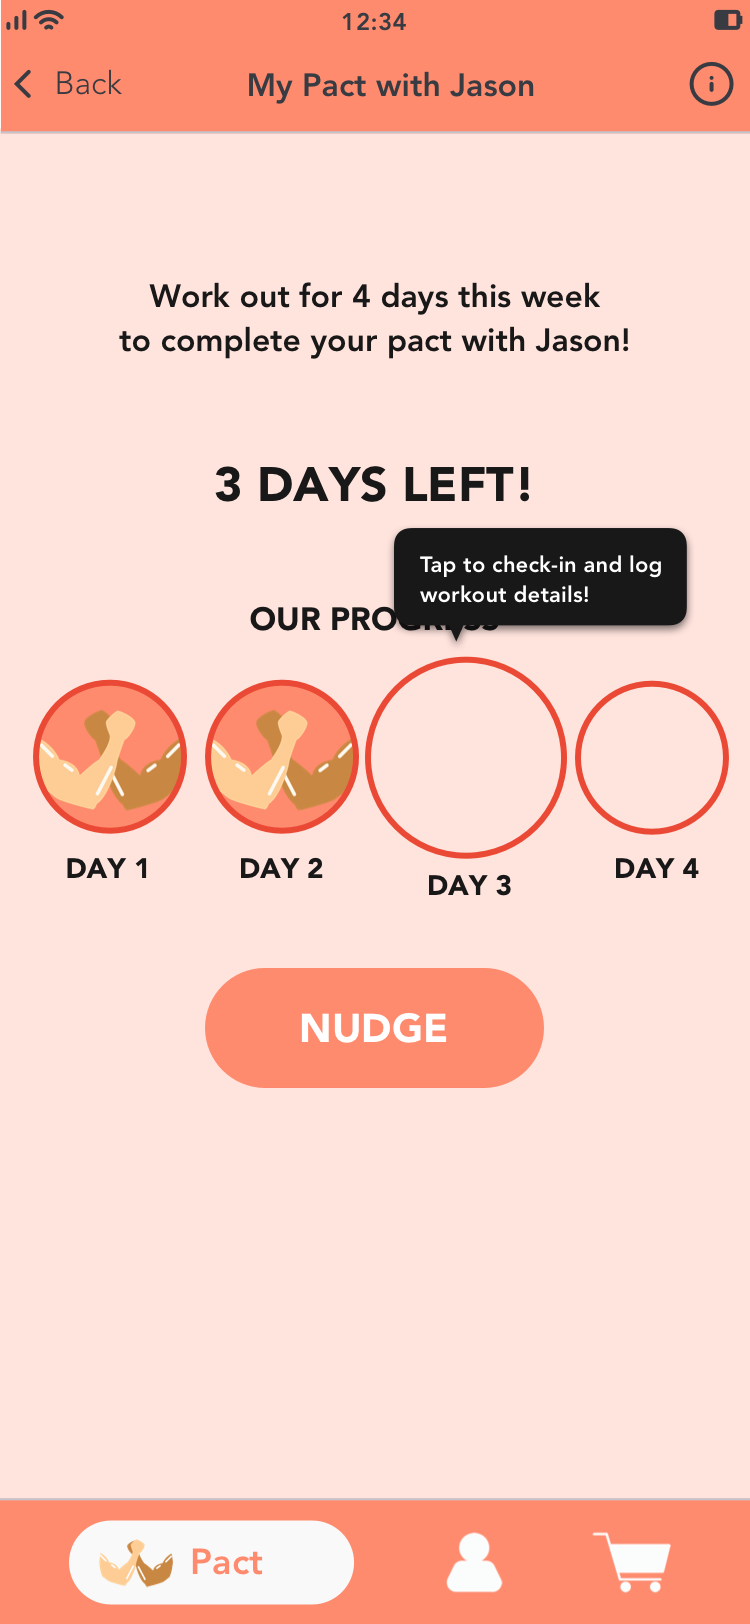 12:34
Back
My Pact with Jason
Work out for 4 days this week
to complete your pact with Jason!
3 DAYS LEFT!
Tap to check-in and log
workout details!
OUR PROGRESS
DAY 1
DAY 2
DAY 3
DAY 4
NUDGE
Pact